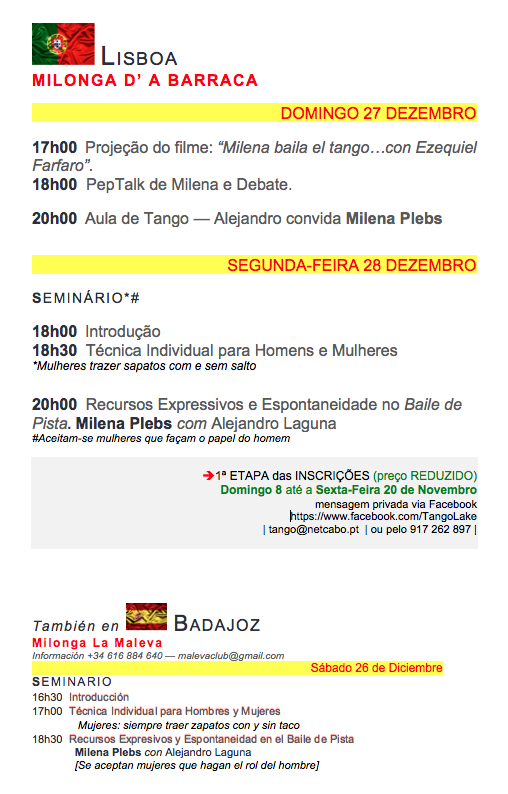 LISBOA
MILONGA D’ A BARRACA
DOMINGO 27 DEZEMBRO
17h00 Projeção do filme: “Milena baila el tango…con Ezequiel
Farfaro”.
18h00 PepTalk de Milena e Debate.
20h00 Aula de Tango — Alejandro convida Milena Plebs
SEGUNDA-FEIRA 28 DEZEMBRO
SEMINÁRIO*#
18h00 Introdução
18h30 Técnica Individual para Homens e Mulheres
*Mulheres trazer sapatos com e sem salto
20h00 Recursos Expressivos e Espontaneidade no Baile de
Pista. Milena Plebs com Alejandro Laguna
#Aceitam-se mulheres que façam o papel do homem
➔1ª ETAPA das INSCRIÇÕES (preço REDUZIDO)
Domingo 8 até a Sexta-Feira 20 de Novembro
mensagem privada via Facebook
https://www.facebook.com/TangoLake
| tango@netcabo.pt | ou pelo 917 262 897 |
También en BADAJOZ
Milonga La Maleva
Información +34 616 884 640 — malevaclub@gmail.com
Sábado 26 de Diciembre
SEMINARIO
16h30 Introducción
17h00 Técnica Individual para Hombres y Mujeres
Mujeres: siempre traer zapatos con y sin taco
18h30 Recursos Expresivos y Espontaneidad en el Baile de Pista
Milena Plebs con Alejandro Laguna
[Se aceptan mujeres que hagan el rol del hombre]